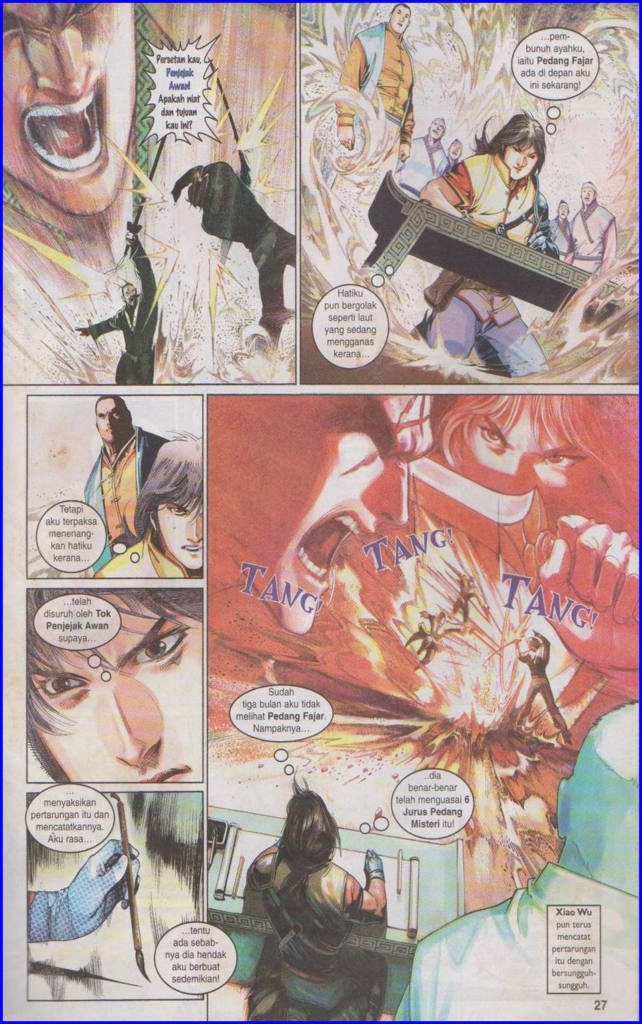 Persetan kau,
Penjejak
Awan!
Apakah niat
dan tujuan
kau ini?
Hatiku
pun bergolak
seperti laut
yang sedang
mengganas
kerana...
...pem-
bunuh ayahku,
iaitu Pedang Fajar
ada di depan aku
ini sekarang!
Tetapi
aku terpaksa
menenang-
kan hatiku
kerana...
...telah
disuruh oleh Tok
Penjejak Awan
supaya...
...
menyaksikan
pertarungan itu dan
mencatatkannya.
Aku rasa...
...tentu
ada sebab-
nya dia hendak
aku berbuat
sedemikian!
TANG!
TANG!
TANG!
Sudah
tiga bulan aku tidak
melihat Pedang Fajar.
Nampaknya...
..dia
benar-benar
telah menguasai 6
Jurus Pedang
Misteri itu!
Xiao Wu
pun terus
mencatat
pertarungan
itu dengan
bersungguh-
sungguh.
27